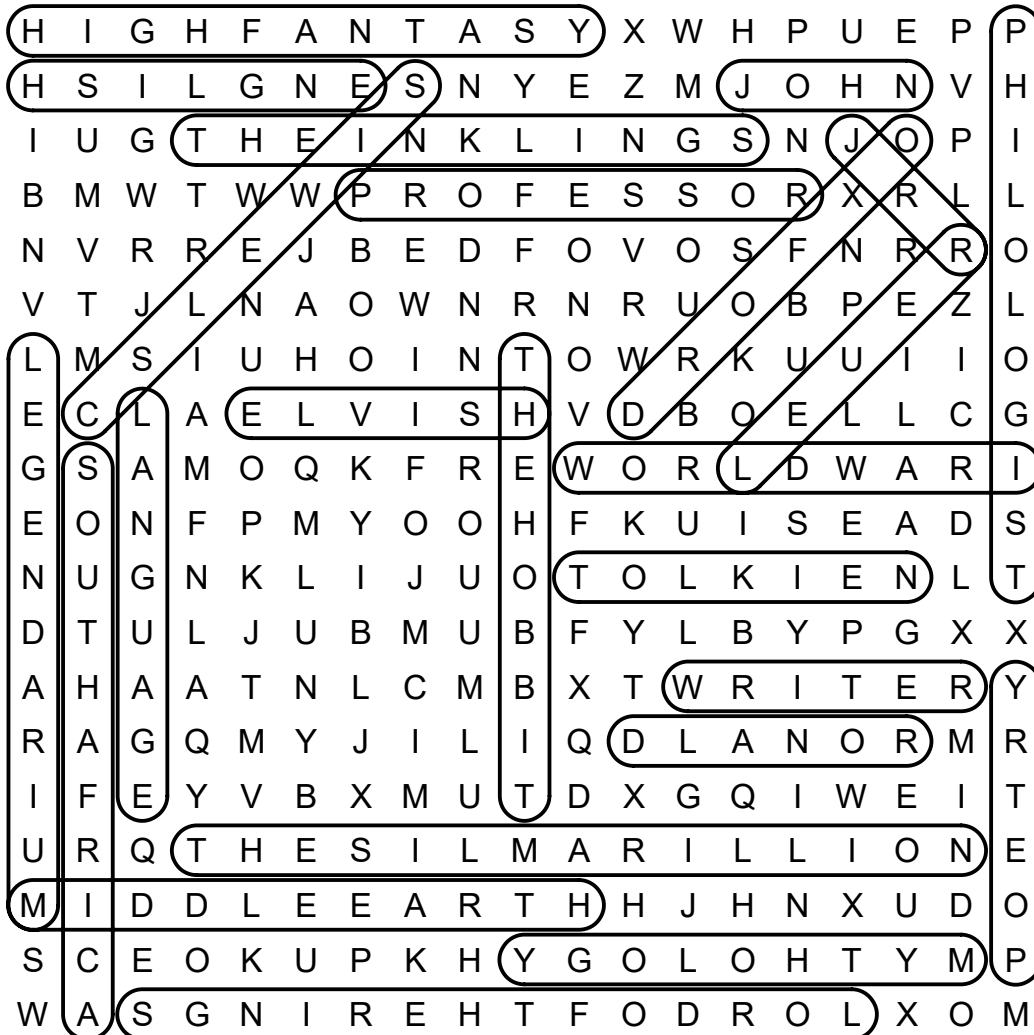 H I G H F A N T A S Y X W H P U E P P
H S I L G N E S N Y E Z M J O H N V H
I U G T H E I N K L I N G S N J O P I
B M W T W W P R O F E S S O R X R L L
N V R R E J B E D F O V O S F N R R O
V T J L N A O W N R N R U O B P E Z L
L M S I U H O I N T O W R K U U I I O
E C L A E L V I S H V D B O E L L C G
G S A M O Q K F R E W O R L D W A R I
E O N F P M Y O O H F K U I S E A D S
N U G N K L I J U O T O L K I E N L T
D T U L J U B M U B F Y L B Y P G X X
A H A A T N L C M B X T W R I T E R Y
R A G Q M Y J I L I Q D L A N O R M R
I F E Y V B X M U T D X G Q I W E I T
U R Q T H E S I L M A R I L L I O N E
M I D D L E E A R T H H J H N X U D O
S C E O K U P K H Y G O L O H T Y M P
W A S G N I R E H T F O D R O L X O M